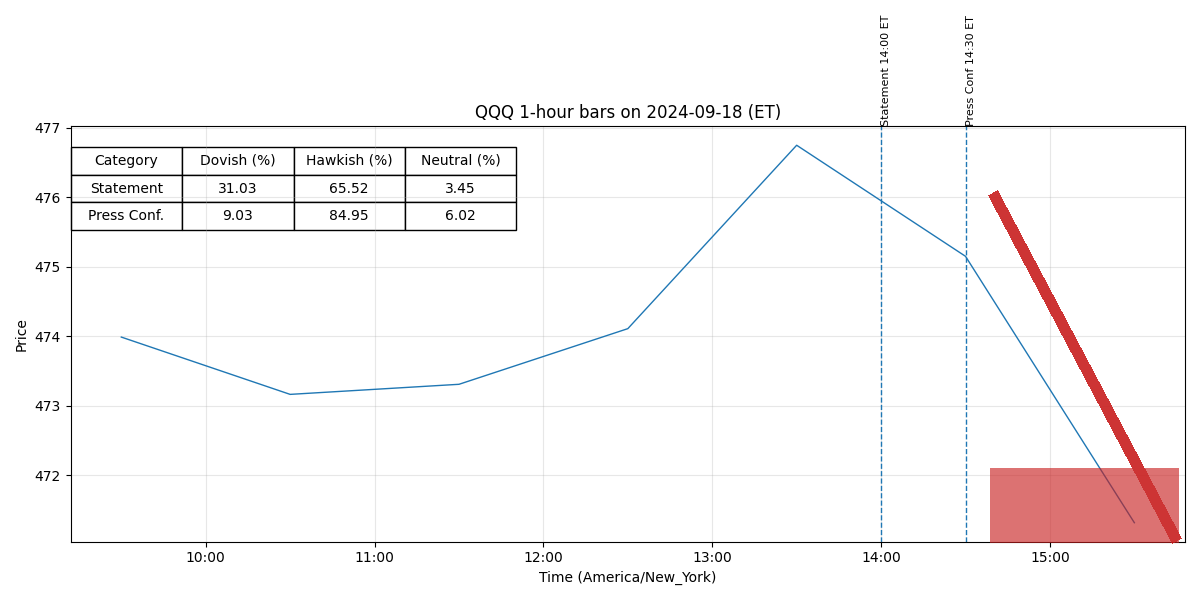 Statement 14:00 ET
Press Conf 14:30 ET
QQQ 1-hour bars on 2024-09-18 (ET)
Category Dovish (%) Hawkish (%) Neutral (%)
Statement 31.03 65.52 3.45
Press Conf. 9.03 84.95 6.02
Price
477
476
475
474
473
472
10:00 11:00 12:00 13:00 14:00 15:00
Time (America/New_York)